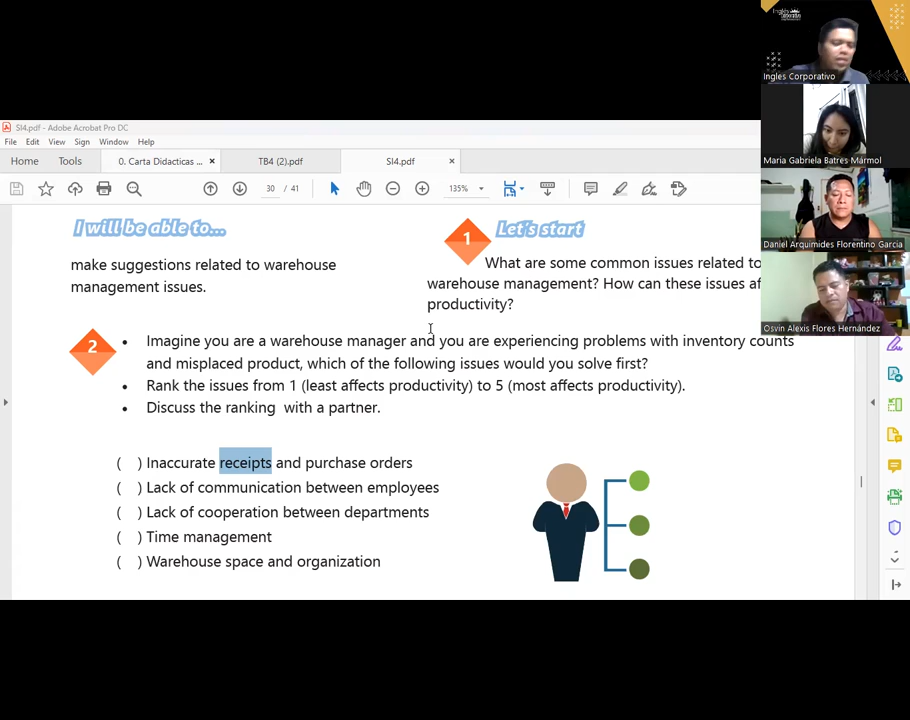 SI4.pdf - Adobe Acrobat Pro DC
File Edit View Sign Window Help
Home Tools 0. Carta Didacticas ... × TB4 (2).pdf SI4.pdf ×
30 / 41 135%
I will be able to...
make suggestions related to warehouse
management issues.
1 Let's start
What are some common issues related to
warehouse management? How can these issues af
productivity?
2
• Imagine you are a warehouse manager and you are experiencing problems with inventory counts
and misplaced product, which of the following issues would you solve first?
• Rank the issues from 1 (least affects productivity) to 5 (most affects productivity).
• Discuss the ranking with a partner.
( ) Inaccurate receipts and purchase orders
( ) Lack of communication between employees
( ) Lack of cooperation between departments
( ) Time management
( ) Warehouse space and organization
Ingles Corporativo
Maria Gabriela Batres Marmol
Daniel Arquimides Florentino Garcia
Osvin Alexis Flores Hernández